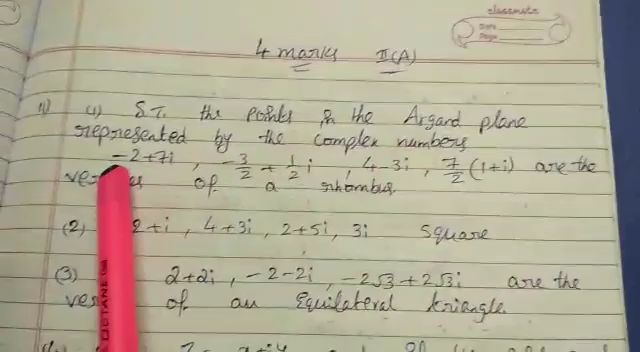 classmate
Date
Page
4 marks II(A)
1) (1) S.T. the points in the Argand plane
represented by the complex numbers
-2+7i, -3/2 + 1/2 i, 4-3i, 7/2 (1+i) are the
of a rhombus
(2) 2+i, 4+3i, 2+5i, 3i square
(3) 2+2i, -2-2i, -2√3+2√3i are the
of an Equilateral triangle.